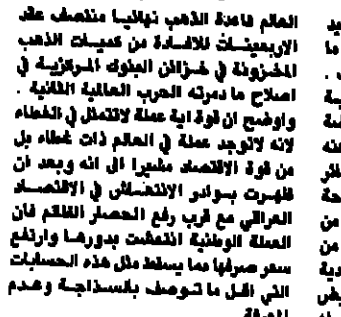 العالم قاعدة الذهب نهائيا منتصف عقد
الاربعينات للافادة من كميات الذهب
المخزونة في خزائن البنوك المركزية في
اصلاح ما دمرته الحرب العالمية الثانية .
واوضح ان قوة اية عملة لاتتمثل في الغطاء
لانه لاتوجد عملة في العالم ذات غطاء بل
من قوة الاقتصاد مشيرا الى انه وبعد ان
ظهرت بوادر الانتعاش في الاقتصاد
العراقي مع قرب رفع الحصار الظالم فان
العملة الوطنية انتعشت بدورها وارتفع
سعر صرفها مما يسقط مثل هذه الحسابات
التي اقل ما توصف بالسذاجة وعدم
المعرفة